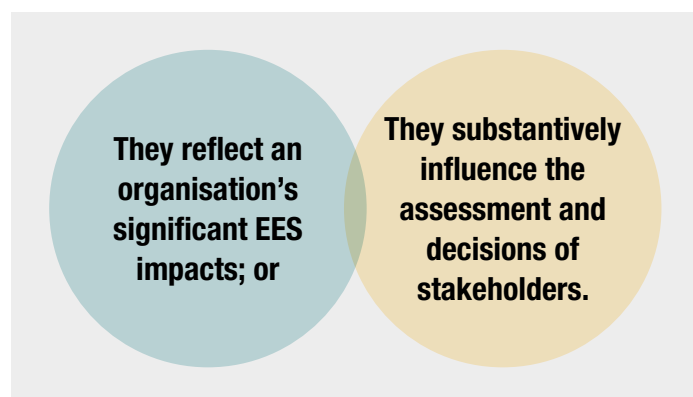 They reflect an
organisation’s
significant EES
impacts; or
They substantively
influence the
assessment and
decisions of
stakeholders.